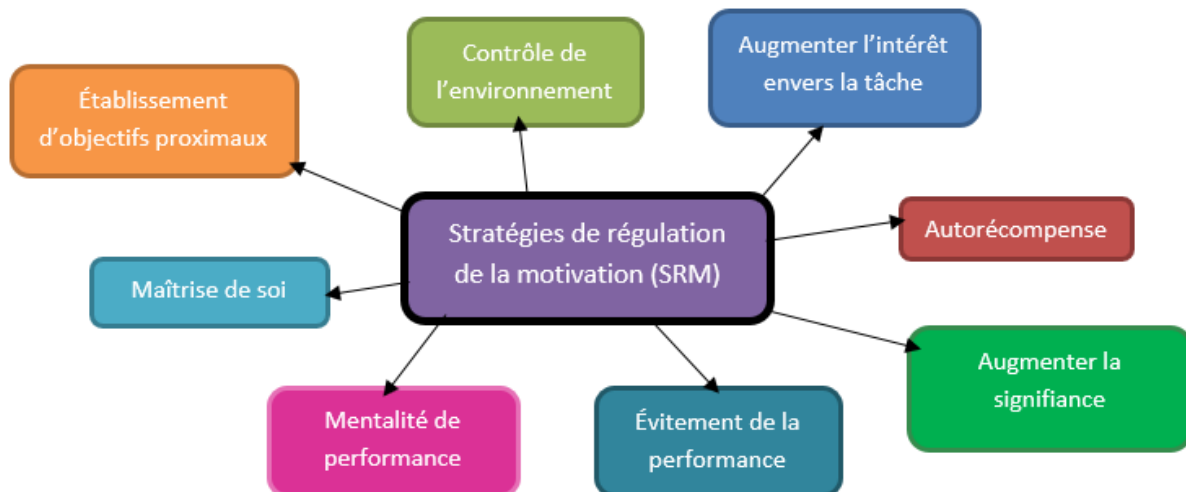 Contrôle de
l'environnement
Augmenter l'intérêt
envers la tâche
Établissement
d'objectifs proximaux
Stratégies de régulation
de la motivation (SRM)
Autorécompense
Maîtrise de soi
Augmenter la
signifiance
Mentalité de
performance
Évitement de la
performance